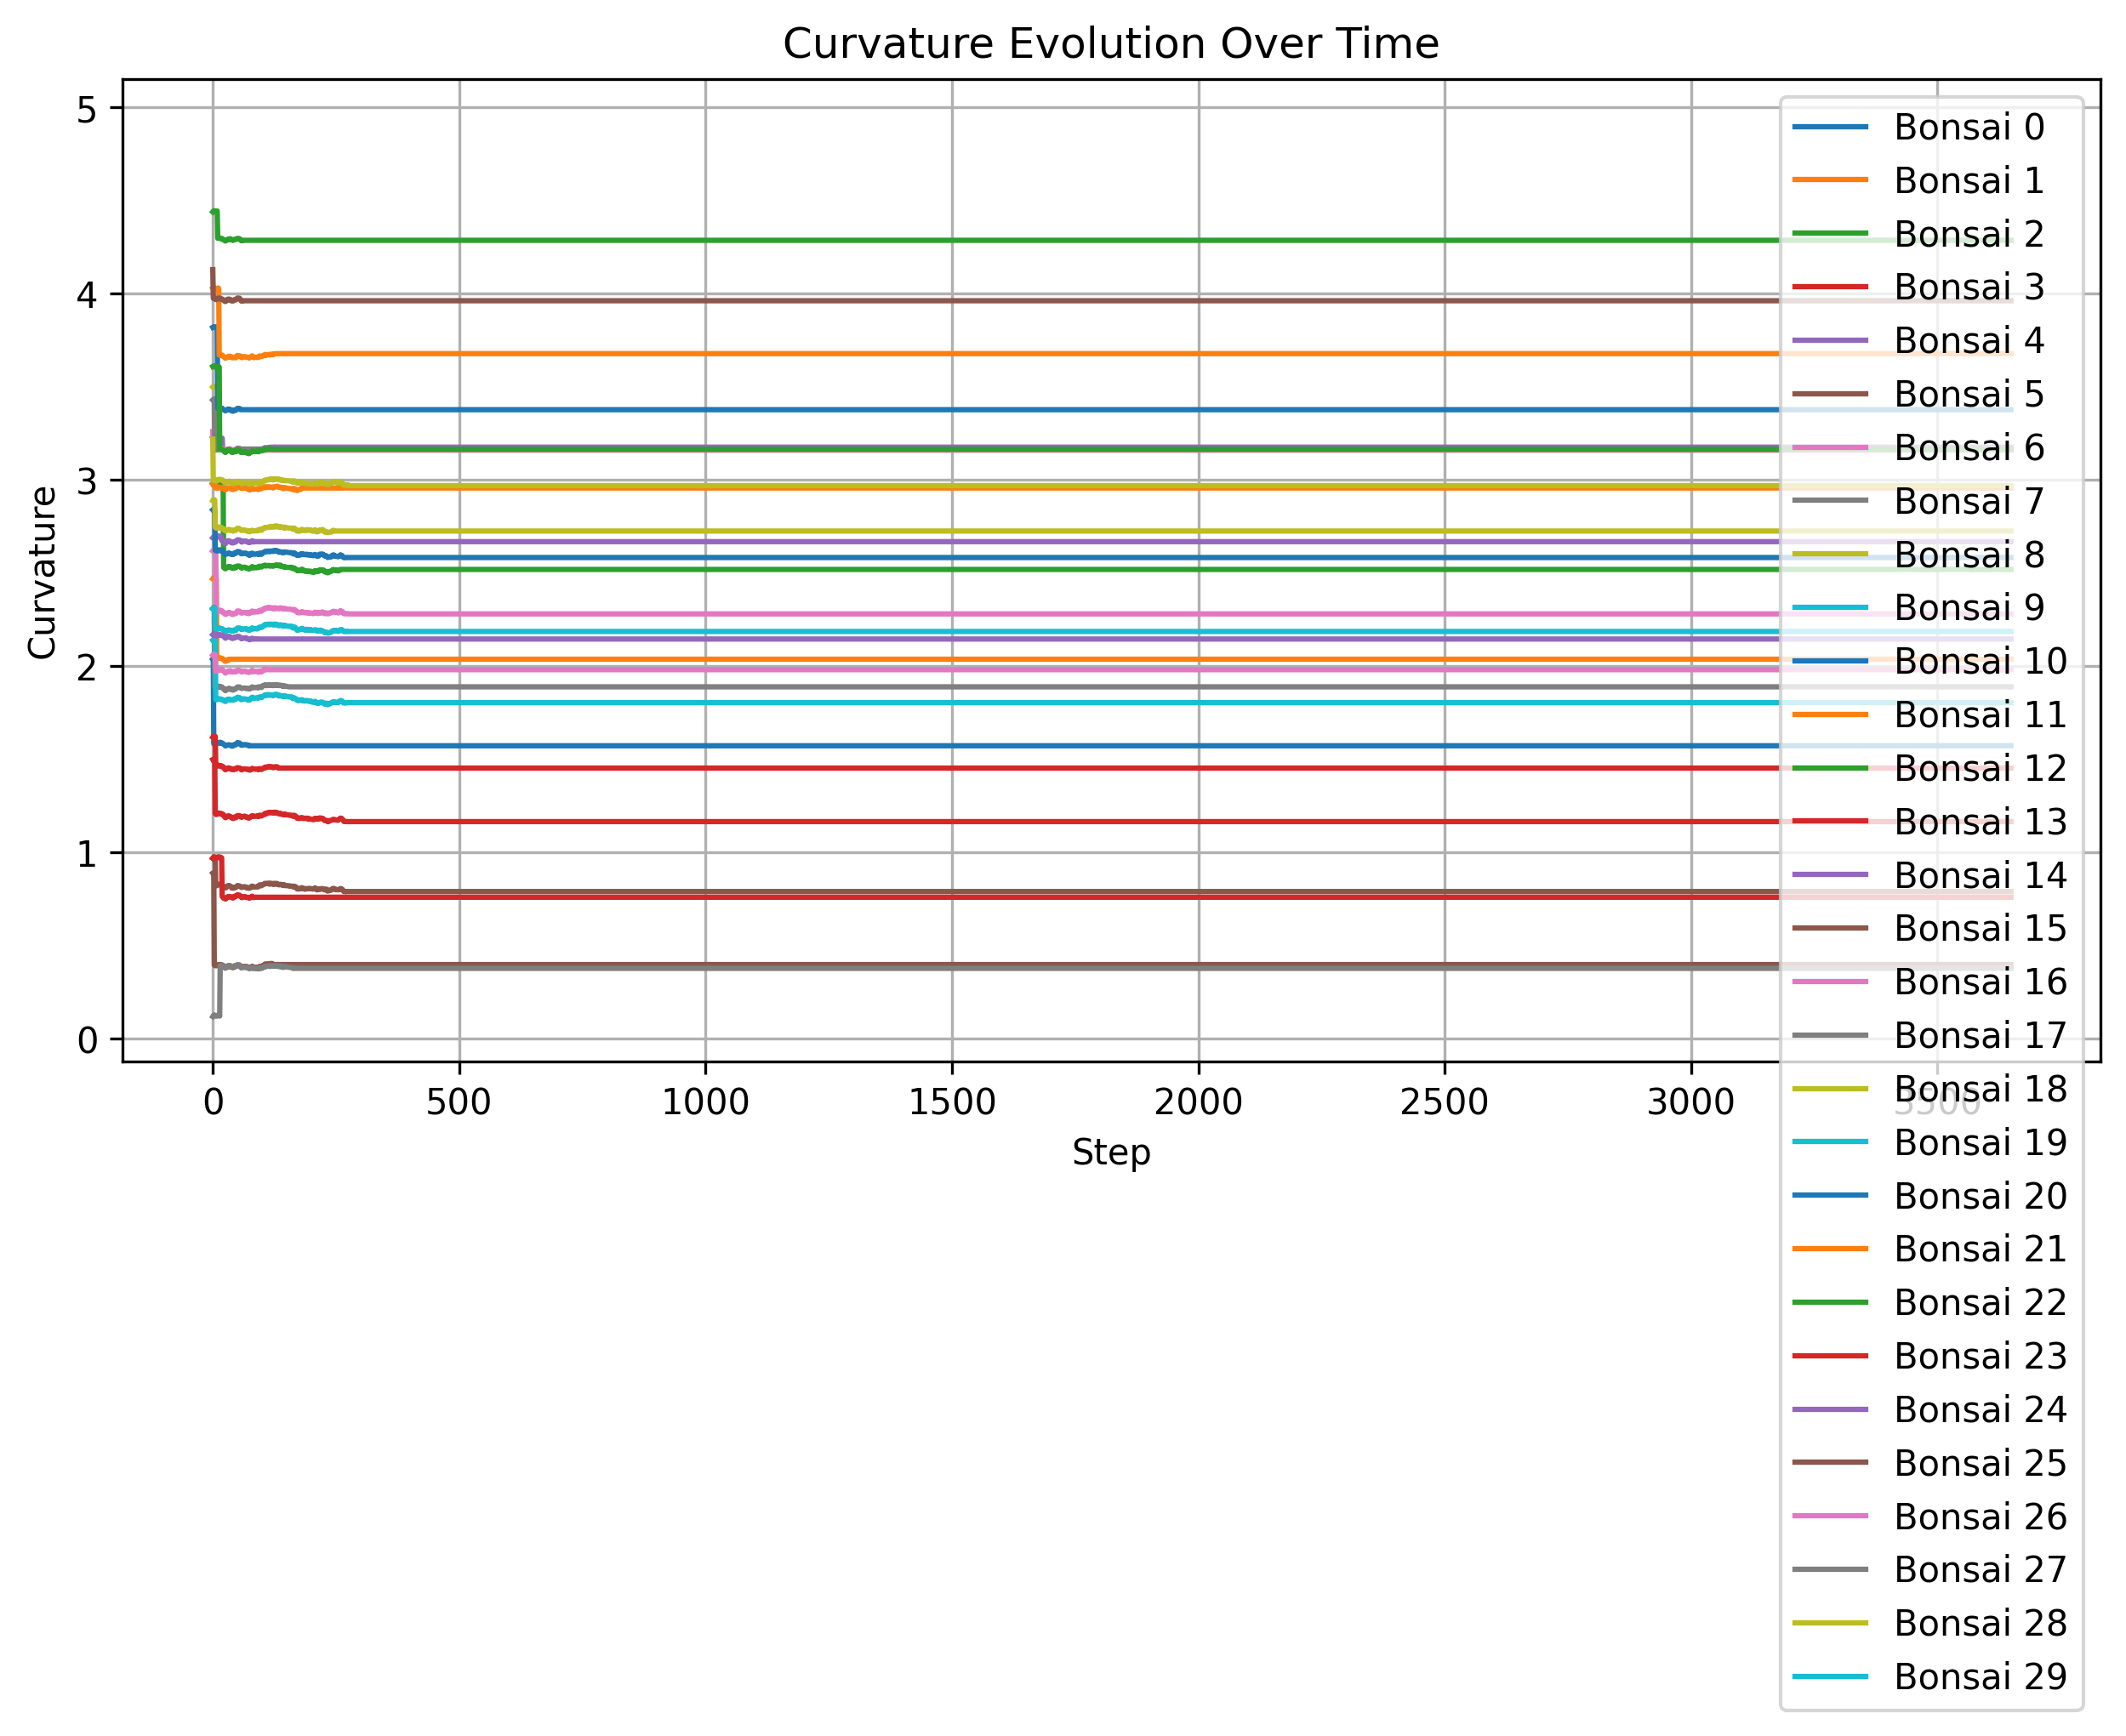 Curvature Evolution Over Time
Curvature
5
4
3
2
1
0
0 500 1000 1500 2000 2500 3000 3500
Step
Bonsai 0
Bonsai 1
Bonsai 2
Bonsai 3
Bonsai 4
Bonsai 5
Bonsai 6
Bonsai 7
Bonsai 8
Bonsai 9
Bonsai 10
Bonsai 11
Bonsai 12
Bonsai 13
Bonsai 14
Bonsai 15
Bonsai 16
Bonsai 17
Bonsai 18
Bonsai 19
Bonsai 20
Bonsai 21
Bonsai 22
Bonsai 23
Bonsai 24
Bonsai 25
Bonsai 26
Bonsai 27
Bonsai 28
Bonsai 29